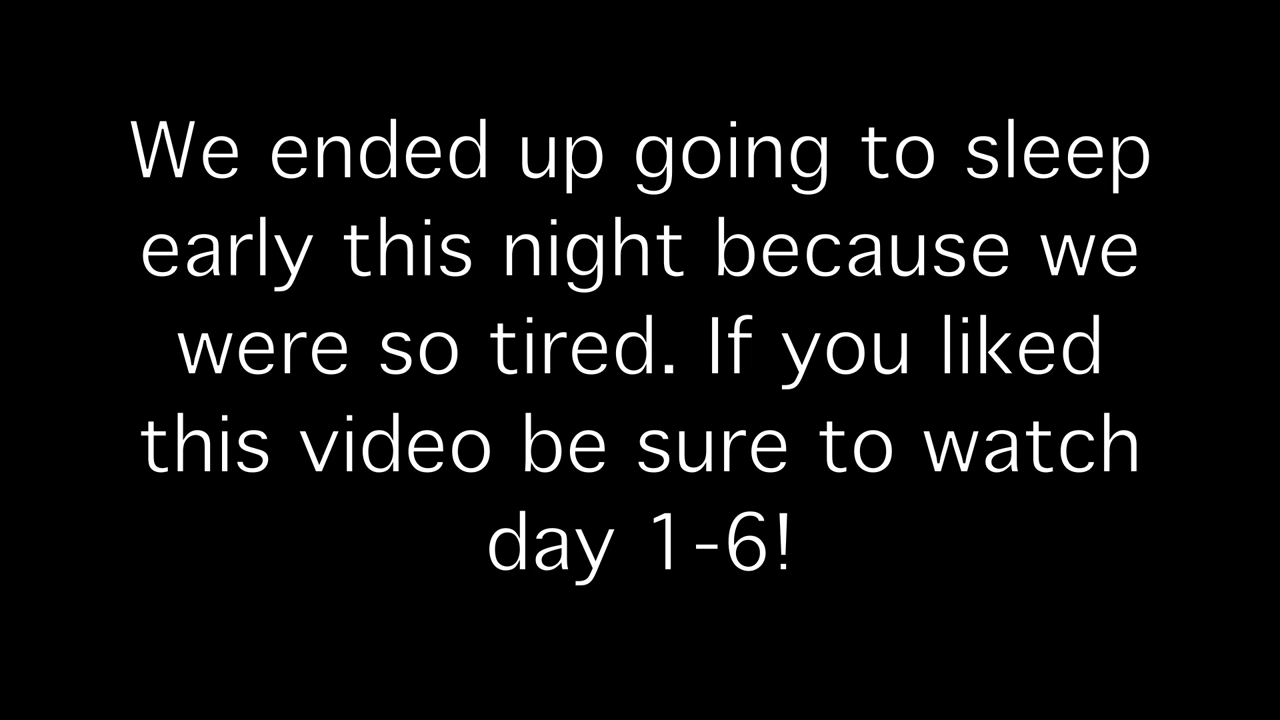 We ended up going to sleep
early this night because we
were so tired. If you liked
this video be sure to watch
day 1-6!